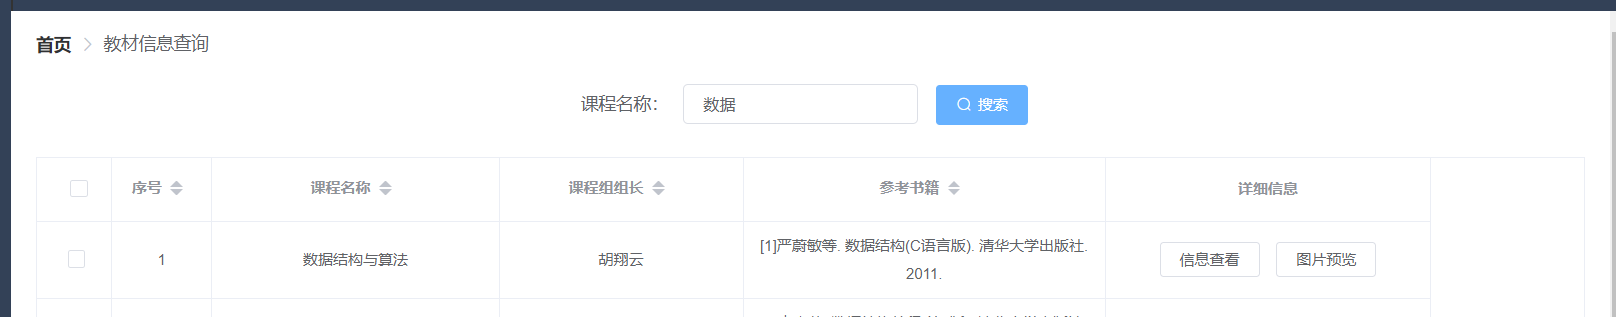 首页 > 教材信息查询
课程名称： 数据 搜索
序号 课程名称 课程组组长 参考书籍 详细信息
1 数据结构与算法 胡翔云 [1]严蔚敏等. 数据结构(C语言版). 清华大学出版社. 信息查看 图片预览
2011.